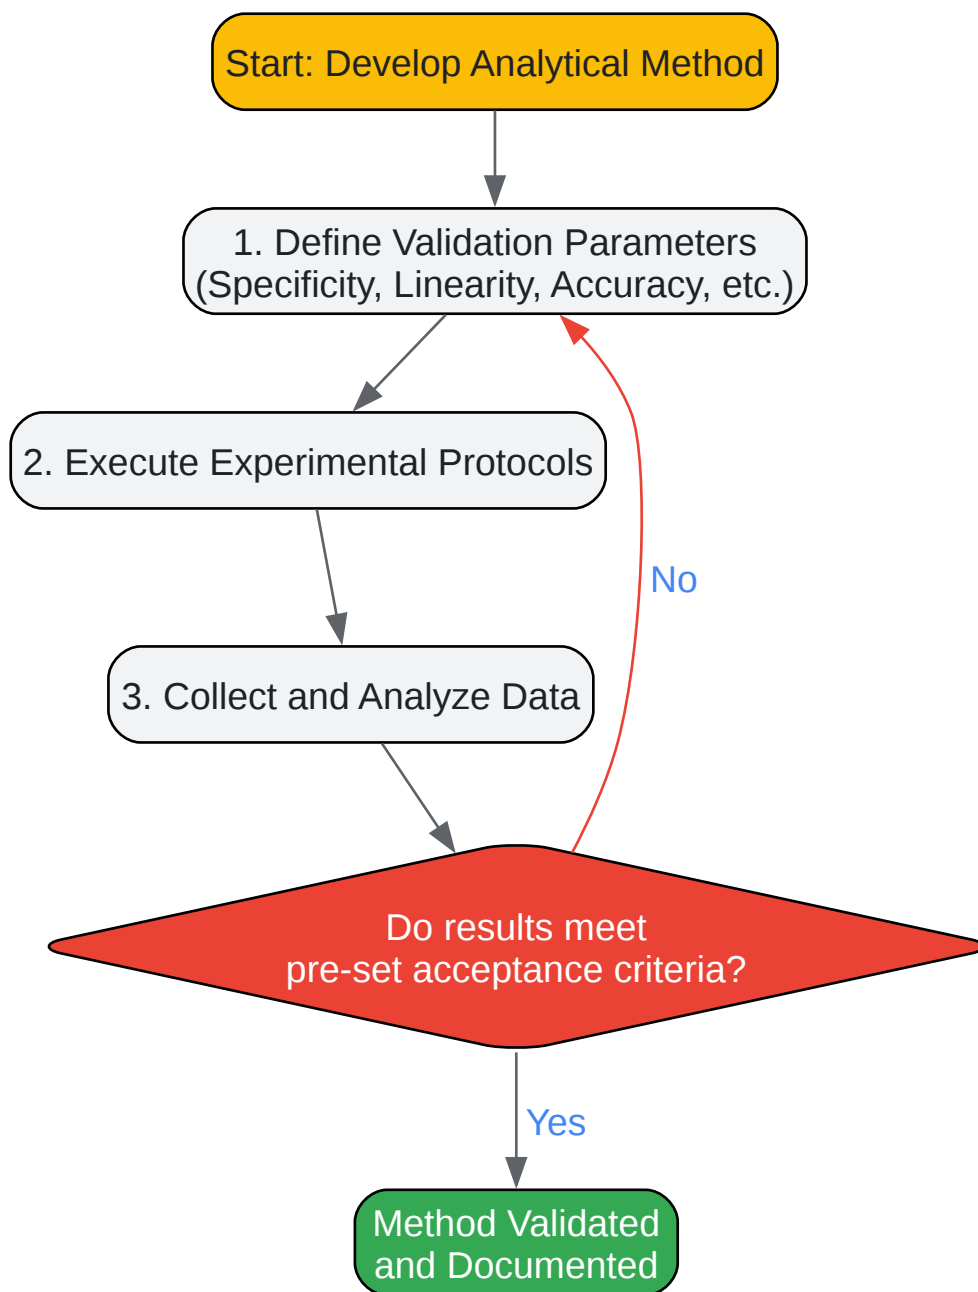 Start: Develop Analytical Method
1. Define Validation Parameters
(Specificity, Linearity, Accuracy, etc.)
2. Execute Experimental Protocols
No
3. Collect and Analyze Data
Do results meet
pre-set acceptance criteria?
Yes
Method Validated
and Documented